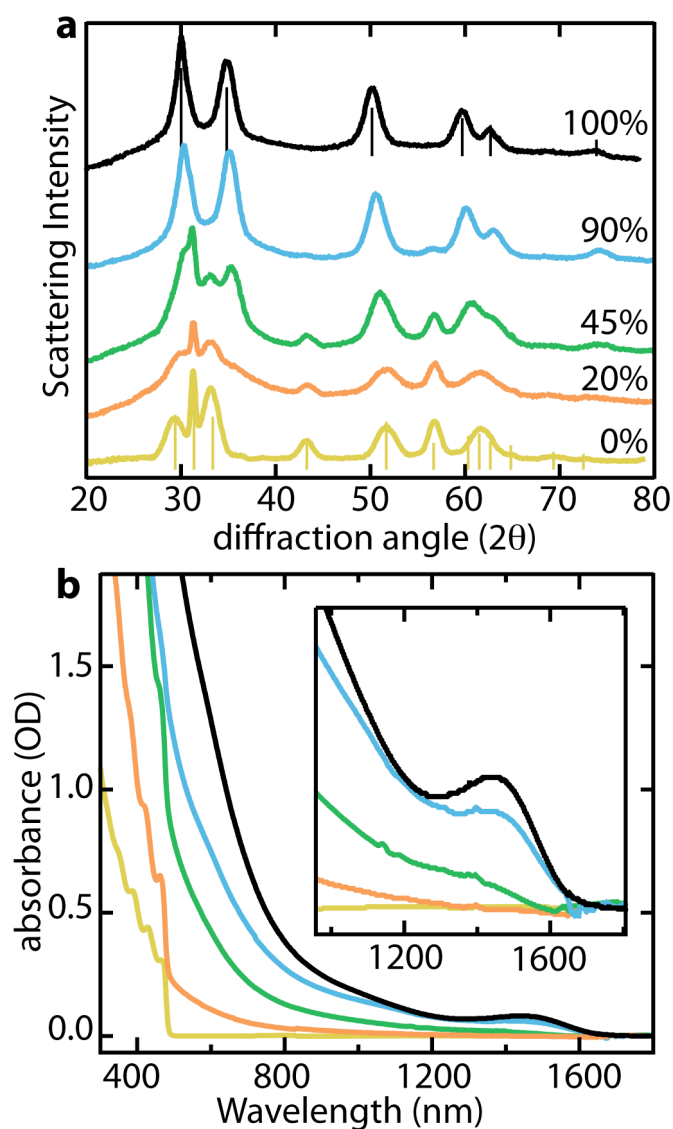 a
Scattering Intensity
100%
90%
45%
20%
0%
20 30 40 50 60 70 80
diffraction angle (2θ)
b
absorbance (OD)
1.5
1.0
0.5
0.0
1200 1600
400 800 1200 1600
Wavelength (nm)